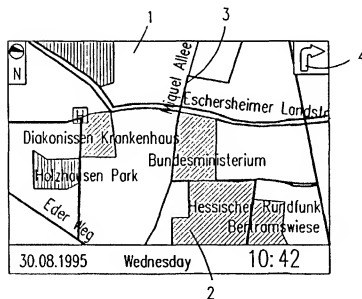 1
3
4
N
Miquel Allee
Eschersheimer Landstr
H
Diakonissen Krankenhaus
Bundesministerium
Holzhausen Park
Eder Weg
Hessischer Rundfunk
Bertramswiese
30.08.1995 Wednesday 10:42
2